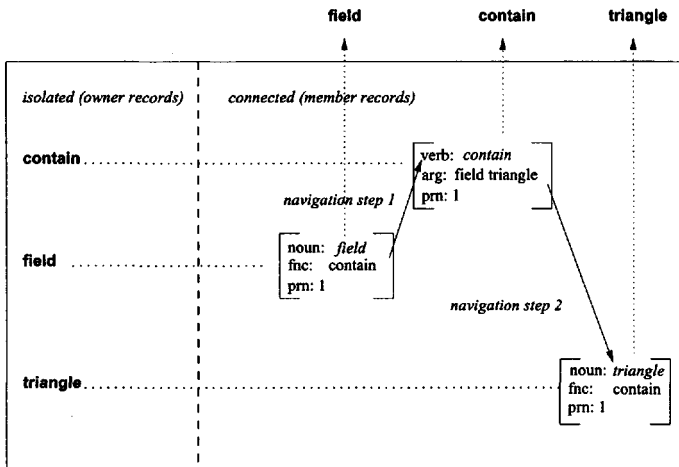 field contain triangle
isolated (owner records) connected (member records)
contain
verb: contain
arg: field triangle
prn: 1
navigation step 1
field
noun: field
fnc: contain
prn: 1
navigation step 2
triangle
noun: triangle
fnc: contain
prn: 1